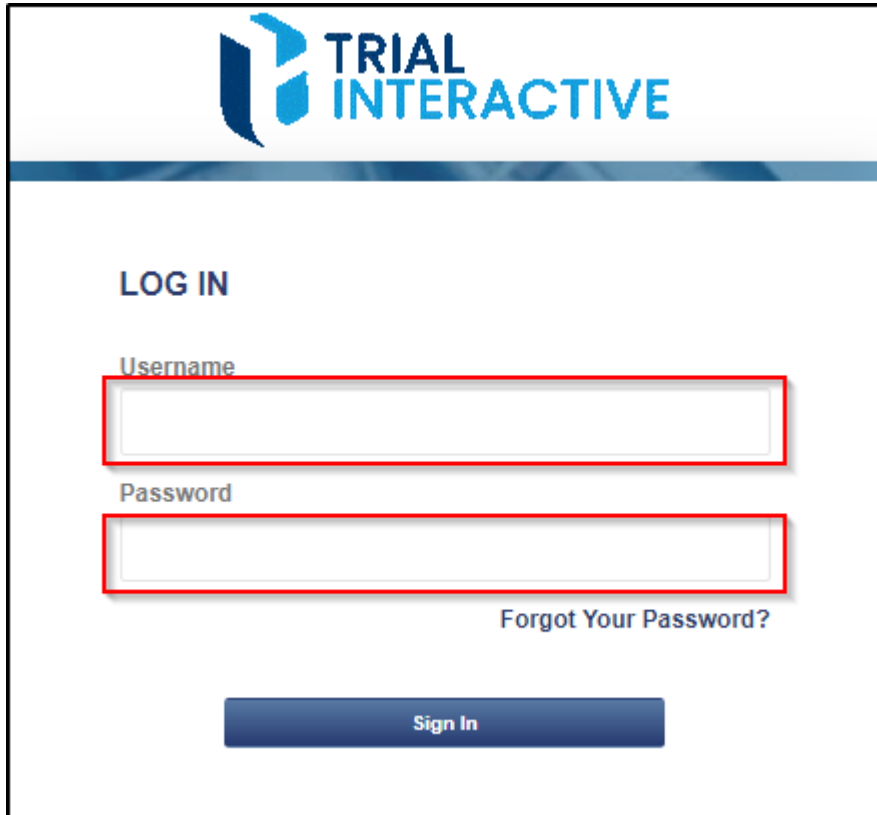 TRIAL
INTERACTIVE
LOG IN
Username
Password
Forgot Your Password?
Sign In